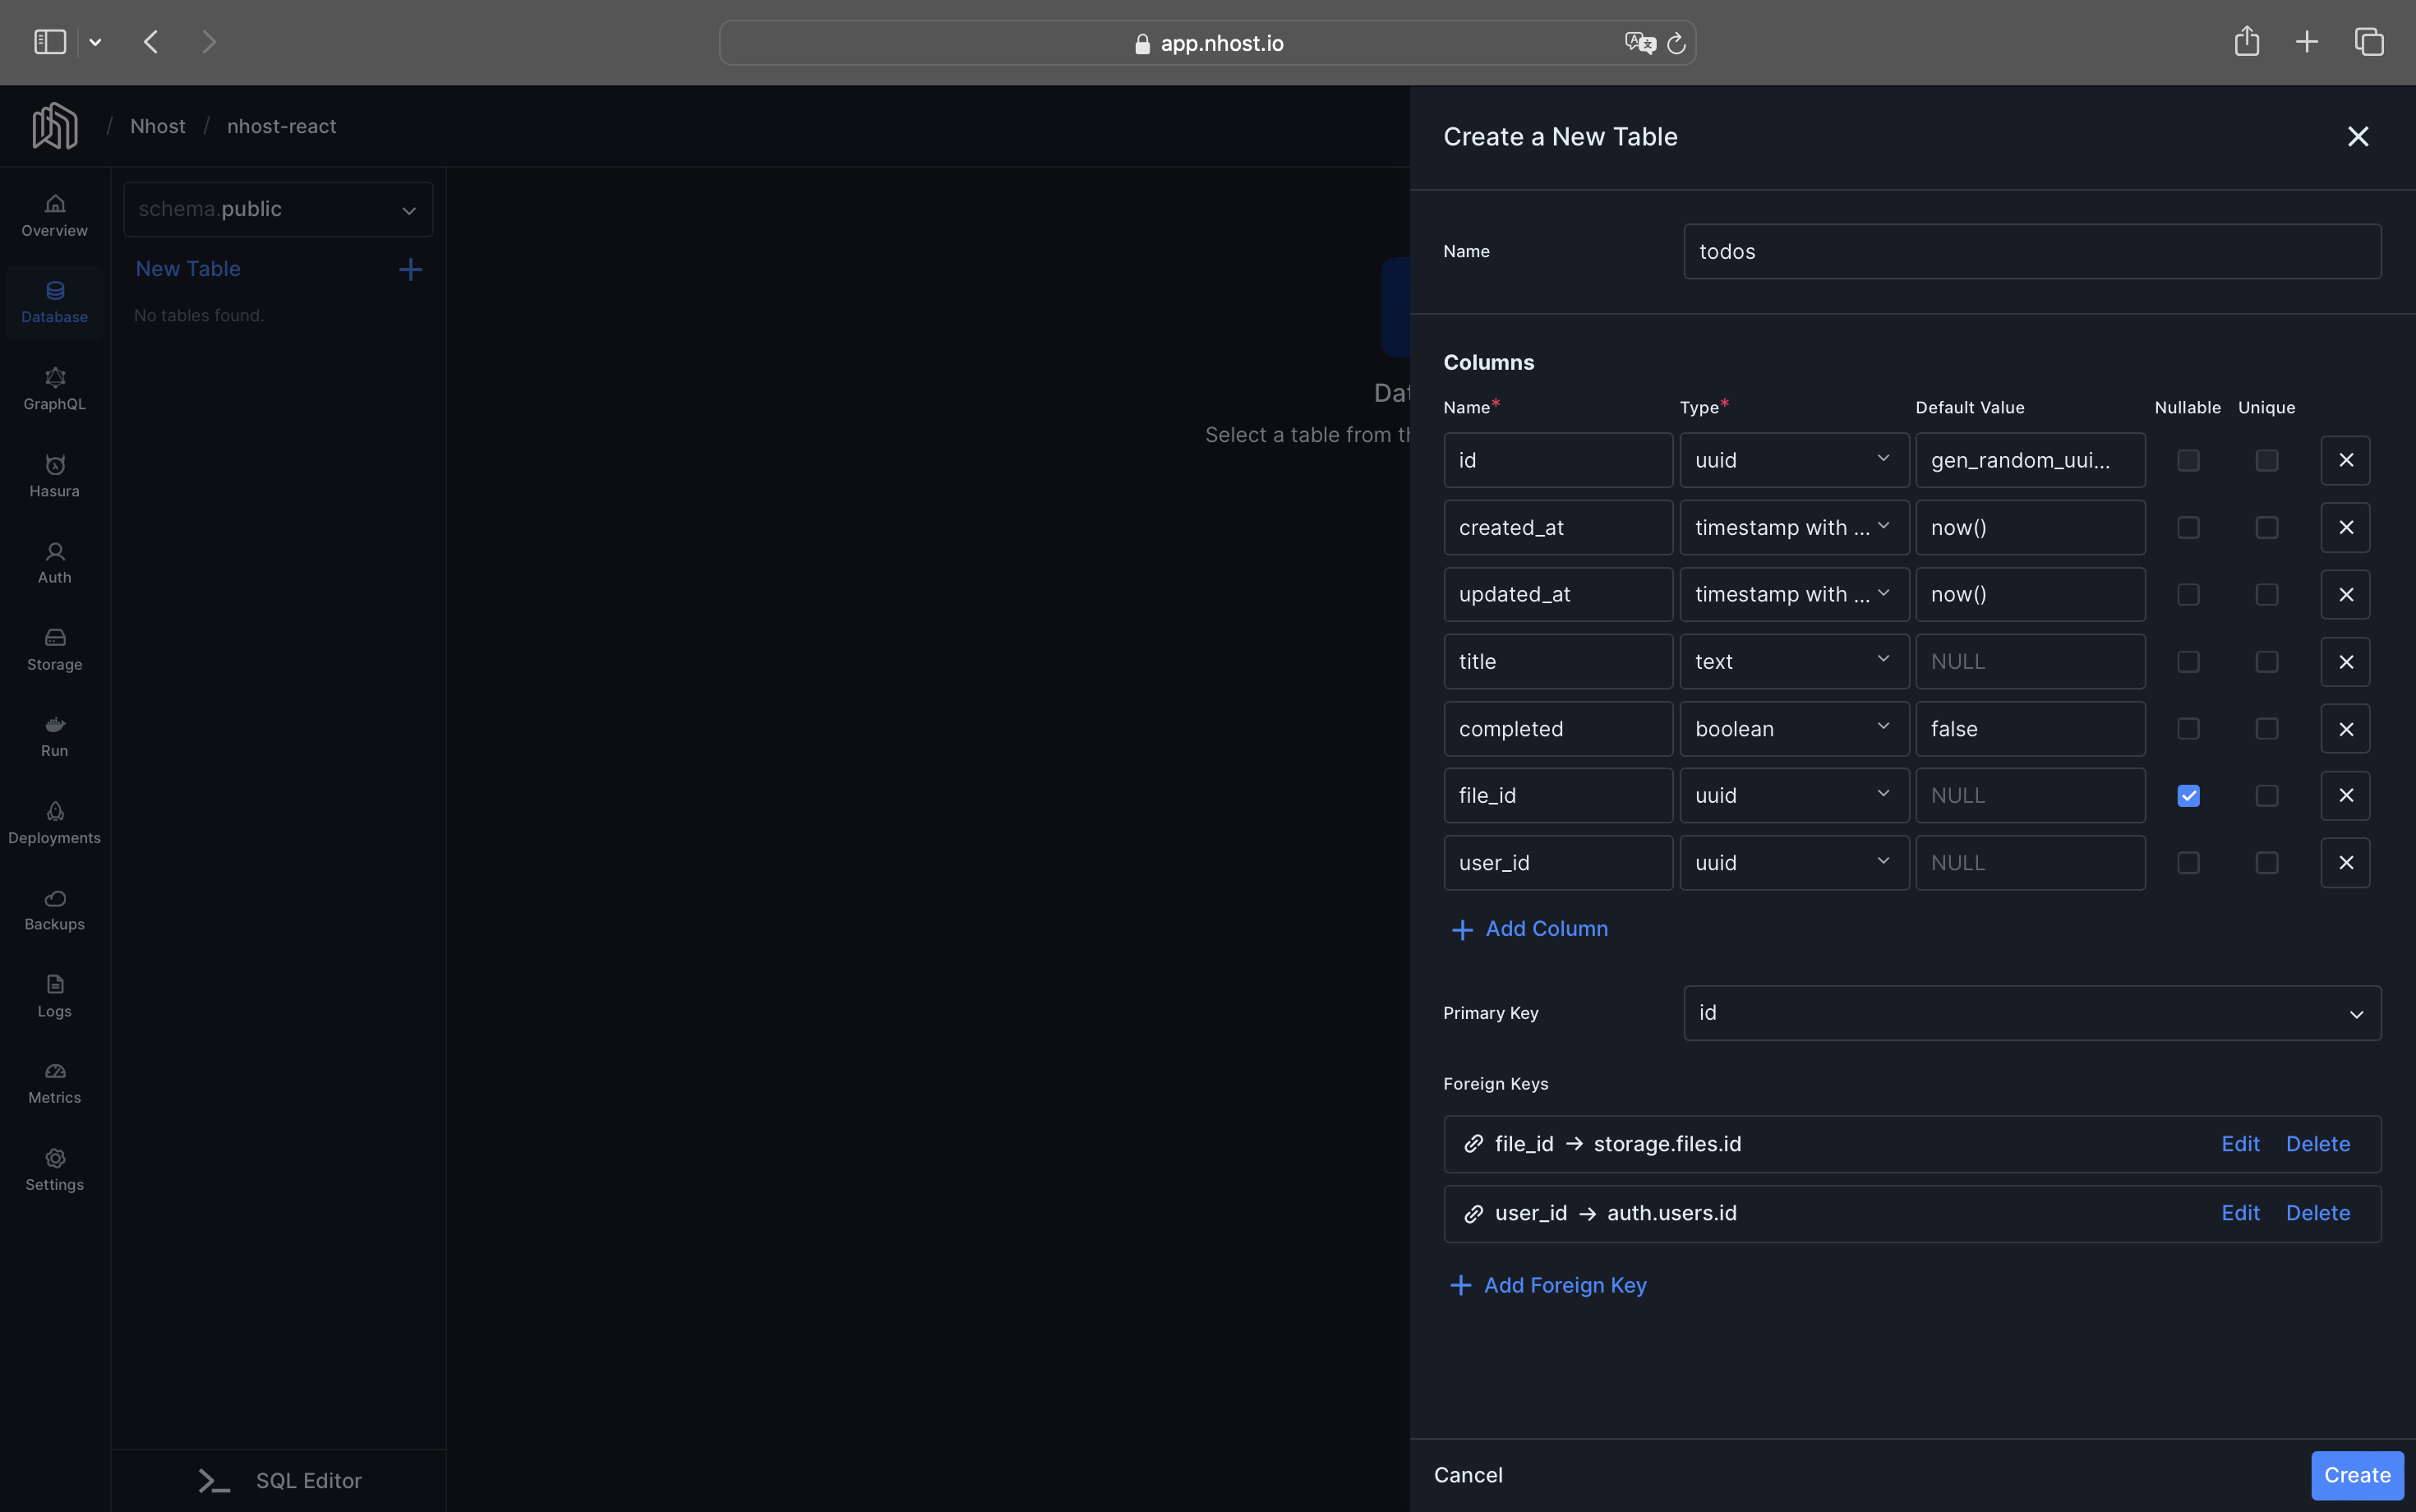 app.nhost.io
/ Nhost / nhost-react
Overview
Database
GraphQL
Hasura
Auth
Storage
Run
Deployments
Backups
Logs
Metrics
Settings
schema.public
New Table
No tables found.
SQL Editor
Dat
Select a table from th
Create a New Table
Name todos
Columns
Name* Type* Default Value Nullable Unique
id uuid gen_random_uui...
created_at timestamp with ... now()
updated_at timestamp with ... now()
title text NULL
completed boolean false
file_id uuid NULL
user_id uuid NULL
+ Add Column
Primary Key id
Foreign Keys
file_id → storage.files.id Edit Delete
user_id → auth.users.id Edit Delete
+ Add Foreign Key
Cancel Create